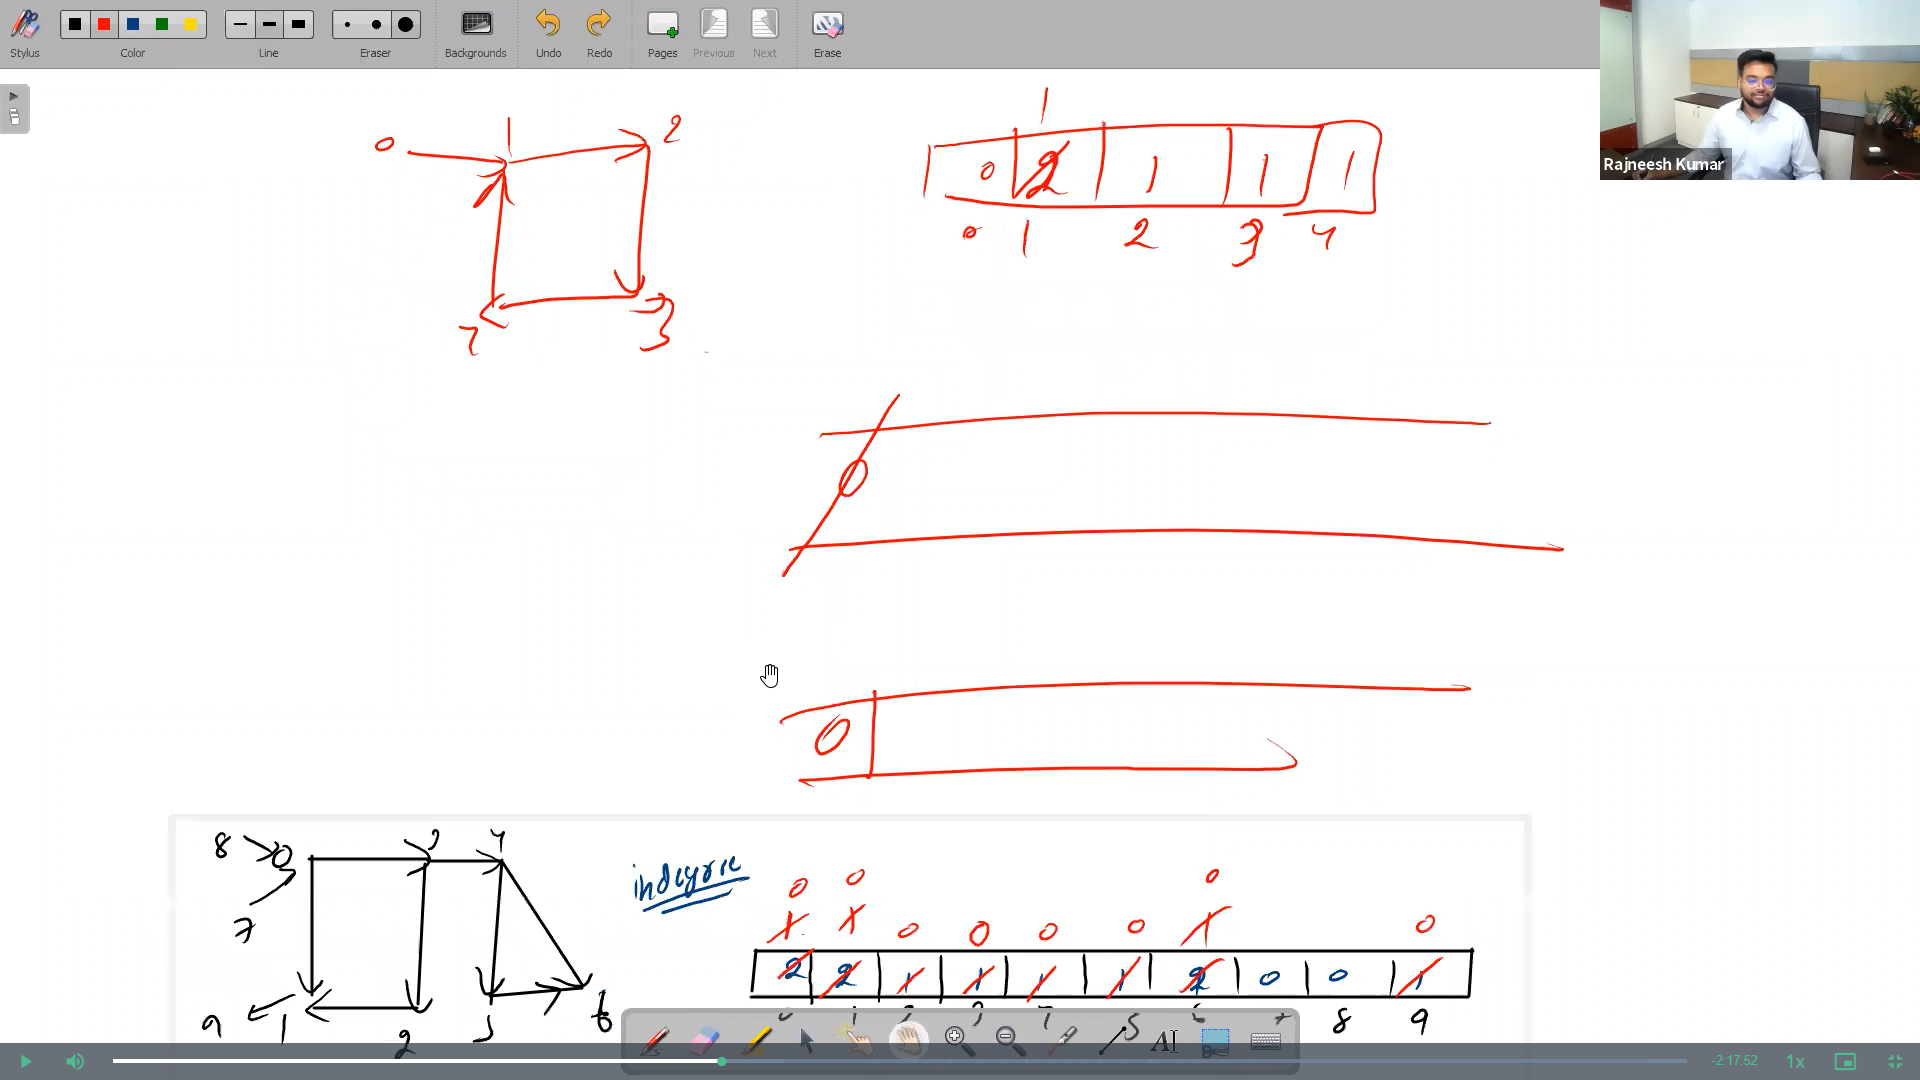 Stylus
Color
Line
Eraser
Backgrounds
Undo
Redo
Pages
Previous
Next
Erase
Rajneesh Kumar
0 1 2
4 3
1
0 2 1 1 1
0 1 2 3 4
0
0
8 0 3 4
7
9 1 2 5 6
indegree
0 0 0
1 1 0 0 0 0 1 0
2 2 1 1 1 1 2 0 0 1
8 9
AI
-2:17:52
1x